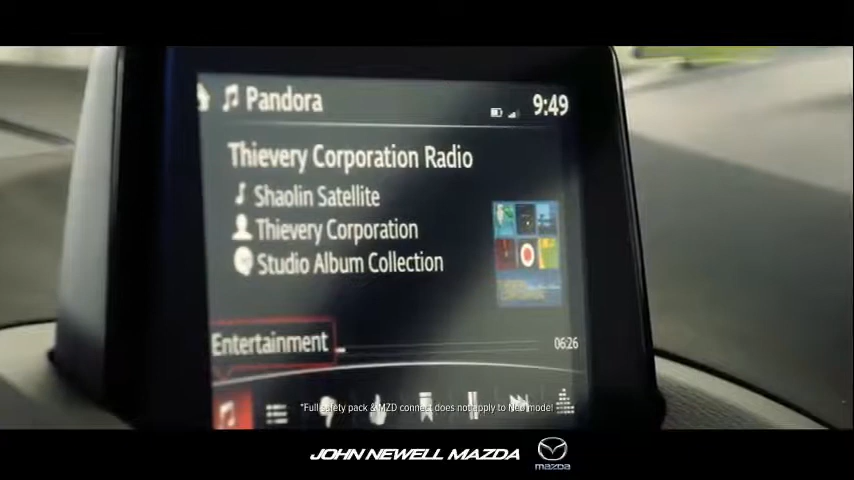 Pandora
9:49
Thievery Corporation Radio
Shaolin Satellite
Thievery Corporation
Studio Album Collection
Entertainment
06:26
*Full safety pack & MZD connect does not apply to Neo model
JOHN NEWELL MAZDA
mazda